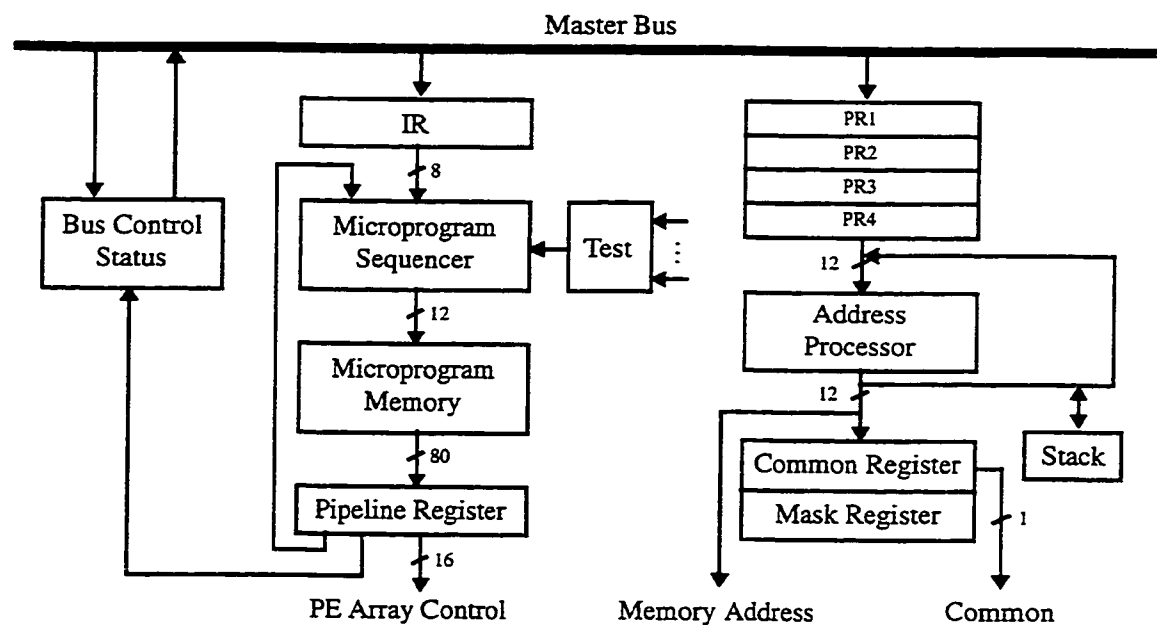 Master Bus
IR
8
Bus Control
Status
Microprogram
Sequencer
Test
12
Microprogram
Memory
80
Pipeline Register
16
PE Array Control
PR1
PR2
PR3
PR4
12
Address
Processor
12
Common Register
Mask Register
Stack
1
Memory Address
Common